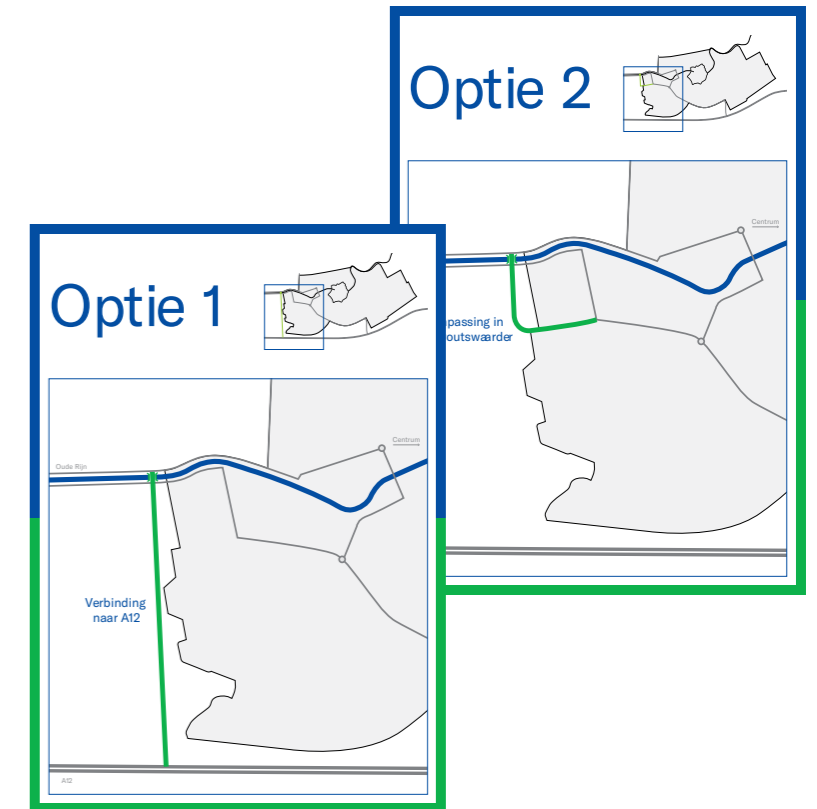 Optie 2
Centrum
passing in
outswaarder
Optie 1
Centrum
Oude Rijn
Verbinding
naar A12
A12